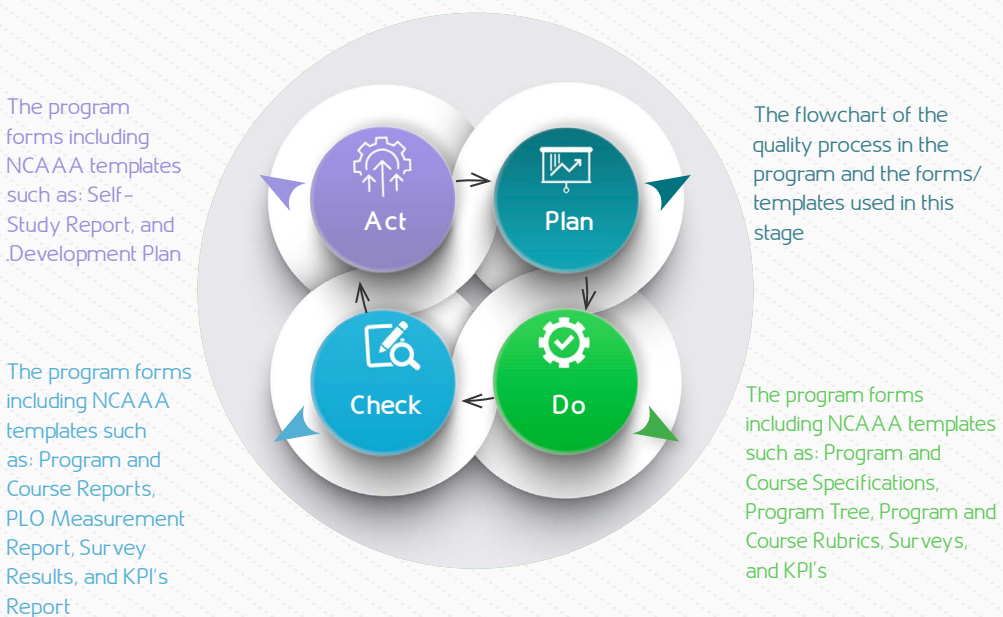 The program
forms including
NCAAA templates
such as: Self-
Study Report, and
.Development Plan
Act
Plan
The flowchart of the
quality process in the
program and the forms/
templates used in this
stage
The program forms
including NCAAA
templates such
as: Program and
Course Reports,
PLO Measurement
Report, Survey
Results, and KPI's
Report
Check
Do
The program forms
including NCAAA templates
such as: Program and
Course Specifications,
Program Tree, Program and
Course Rubrics, Surveys,
and KPI's